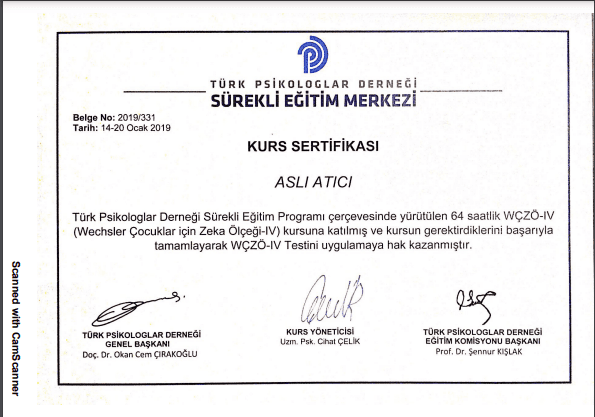 TÜRK PSİKOLOGLAR DERNEĞİ
SÜREKLİ EĞİTİM MERKEZİ
Belge No: 2019/331
Tarih: 14-20 Ocak 2019
KURS SERTİFİKASI
ASLI ATICI
Türk Psikologlar Derneği Sürekli Eğitim Programı çerçevesinde yürütülen 64 saatlik WÇZÖ-IV
(Wechsler Çocuklar için Zeka Ölçeği-IV) kursuna katılmış ve kursun gerektirdiklerini başarıyla
tamamlayarak WÇZÖ-IV Testini uygulamaya hak kazanmıştır.
TÜRK PSİKOLOGLAR DERNEĞİ
GENEL BAŞKANI
Doç. Dr. Okan Cem ÇIRAKOĞLU
KURS YÖNETİCİSİ
Uzm. Psk. Cihat ÇELİK
TÜRK PSİKOLOGLAR DERNEĞİ
EĞİTİM KOMİSYONU BAŞKANI
Prof. Dr. Şennur KIŞLAK
Scanned with CamScanner